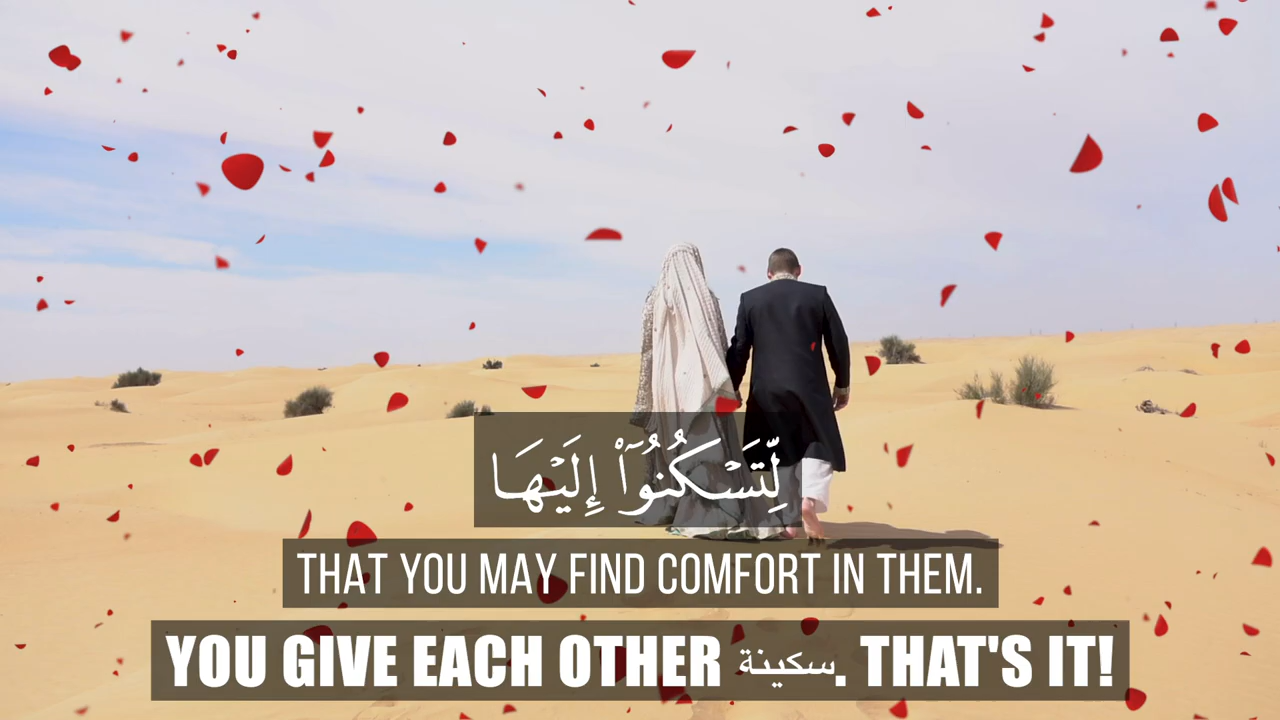 لِّتَسْكُنُوٓا۟ إِلَيْهَا
THAT YOU MAY FIND COMFORT IN THEM.
YOU GIVE EACH OTHER سكينة. THAT'S IT!